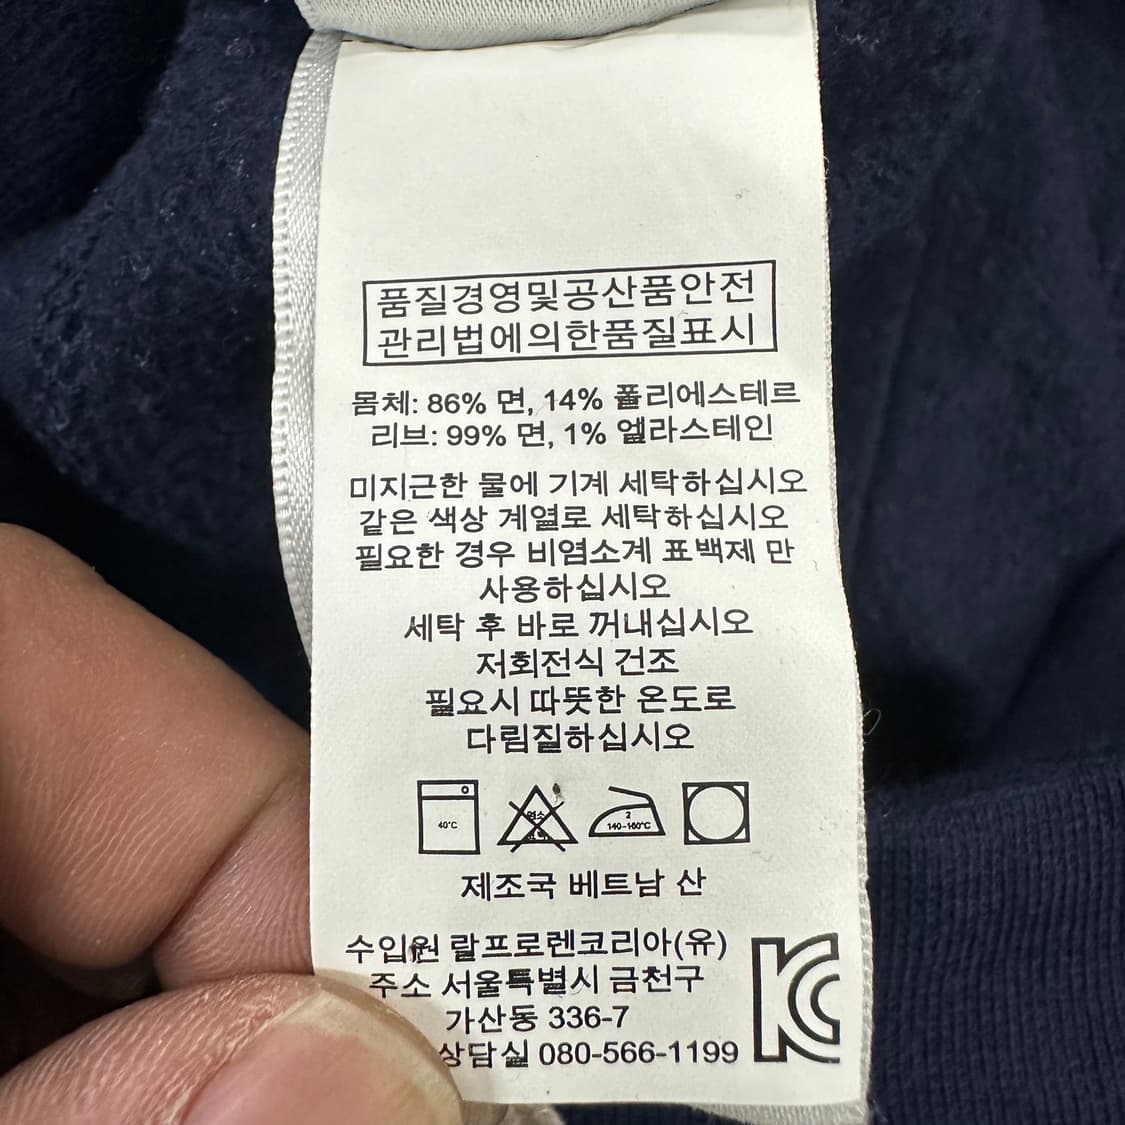 품질경영및공산품안전
관리법에의한품질표시
몸체: 86% 면, 14% 폴리에스테르
리브: 99% 면, 1% 엘라스테인
미지근한 물에 기계 세탁하십시오
같은 색상 계열로 세탁하십시오
필요한 경우 비염소계 표백제 만
사용하십시오
세탁 후 바로 꺼내십시오
저회전식 건조
필요시 따뜻한 온도로
다림질하십시오
40°C
염소
표백
2
140-160°C
제조국 베트남 산
수입원 랄프로렌코리아(유)
주소 서울특별시 금천구
가산동 336-7
상담실 080-566-1199
KC